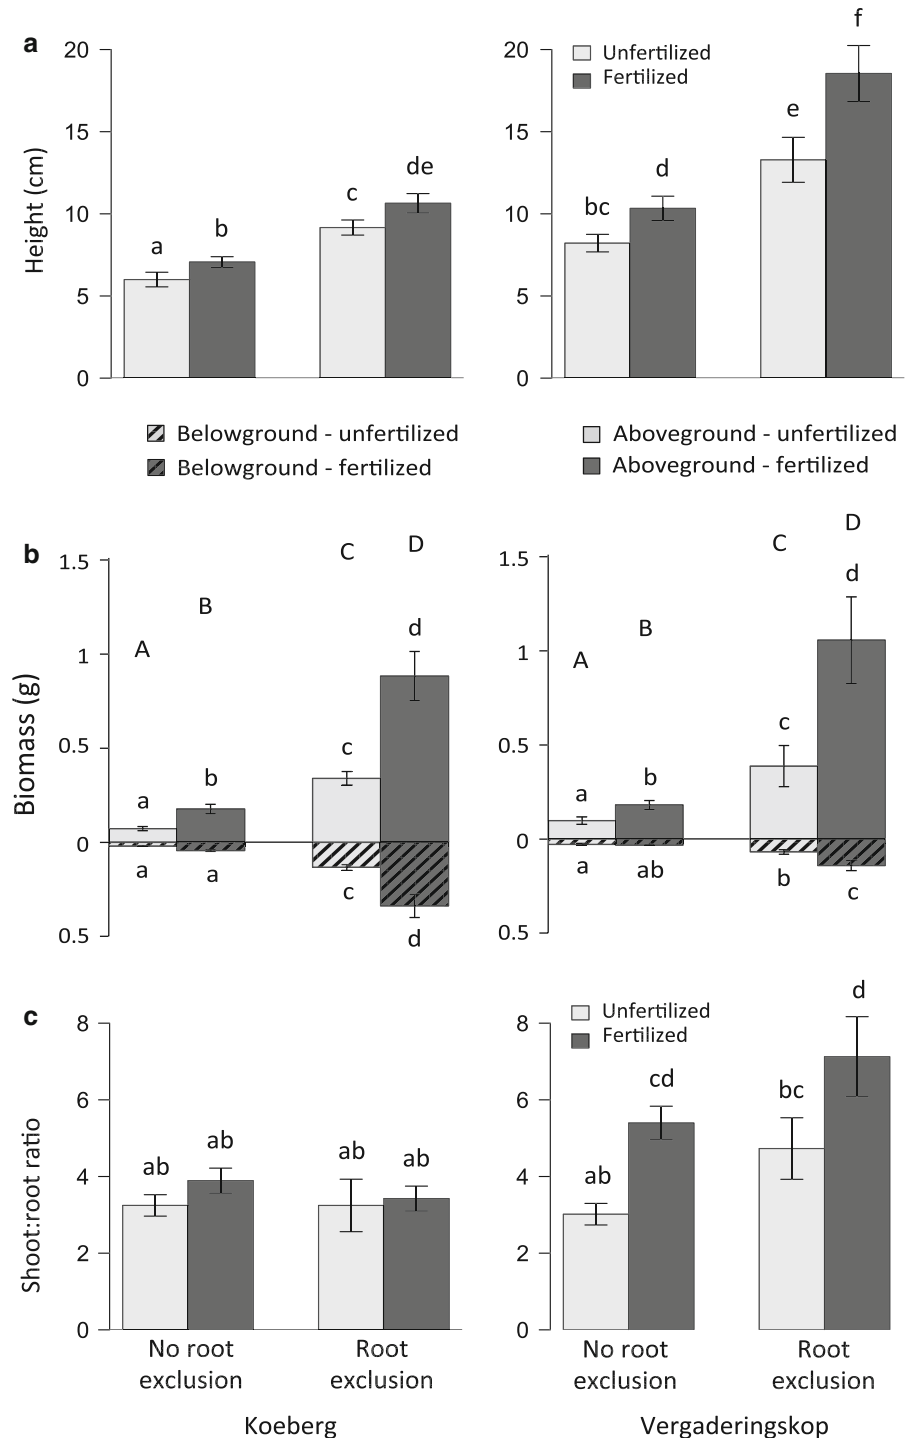 a
Height (cm)
20
15
10
5
0
a
b
c
de
20
15
10
5
0
Unfertilized
Fertilized
bc
d
e
f
Belowground - unfertilized
Belowground - fertilized
Aboveground - unfertilized
Aboveground - fertilized
b
Biomass (g)
1.5
1
0.5
0
0.5
A
B
C
D
a
b
c
d
a
a
c
d
1.5
1
0.5
0
0.5
A
B
C
D
a
b
c
d
a
ab
b
c
c
Shoot:root ratio
8
6
4
2
0
ab
ab
ab
ab
8
6
4
2
0
Unfertilized
Fertilized
ab
cd
bc
d
No root
exclusion
Root
exclusion
No root
exclusion
Root
exclusion
Koeberg
Vergaderingskop